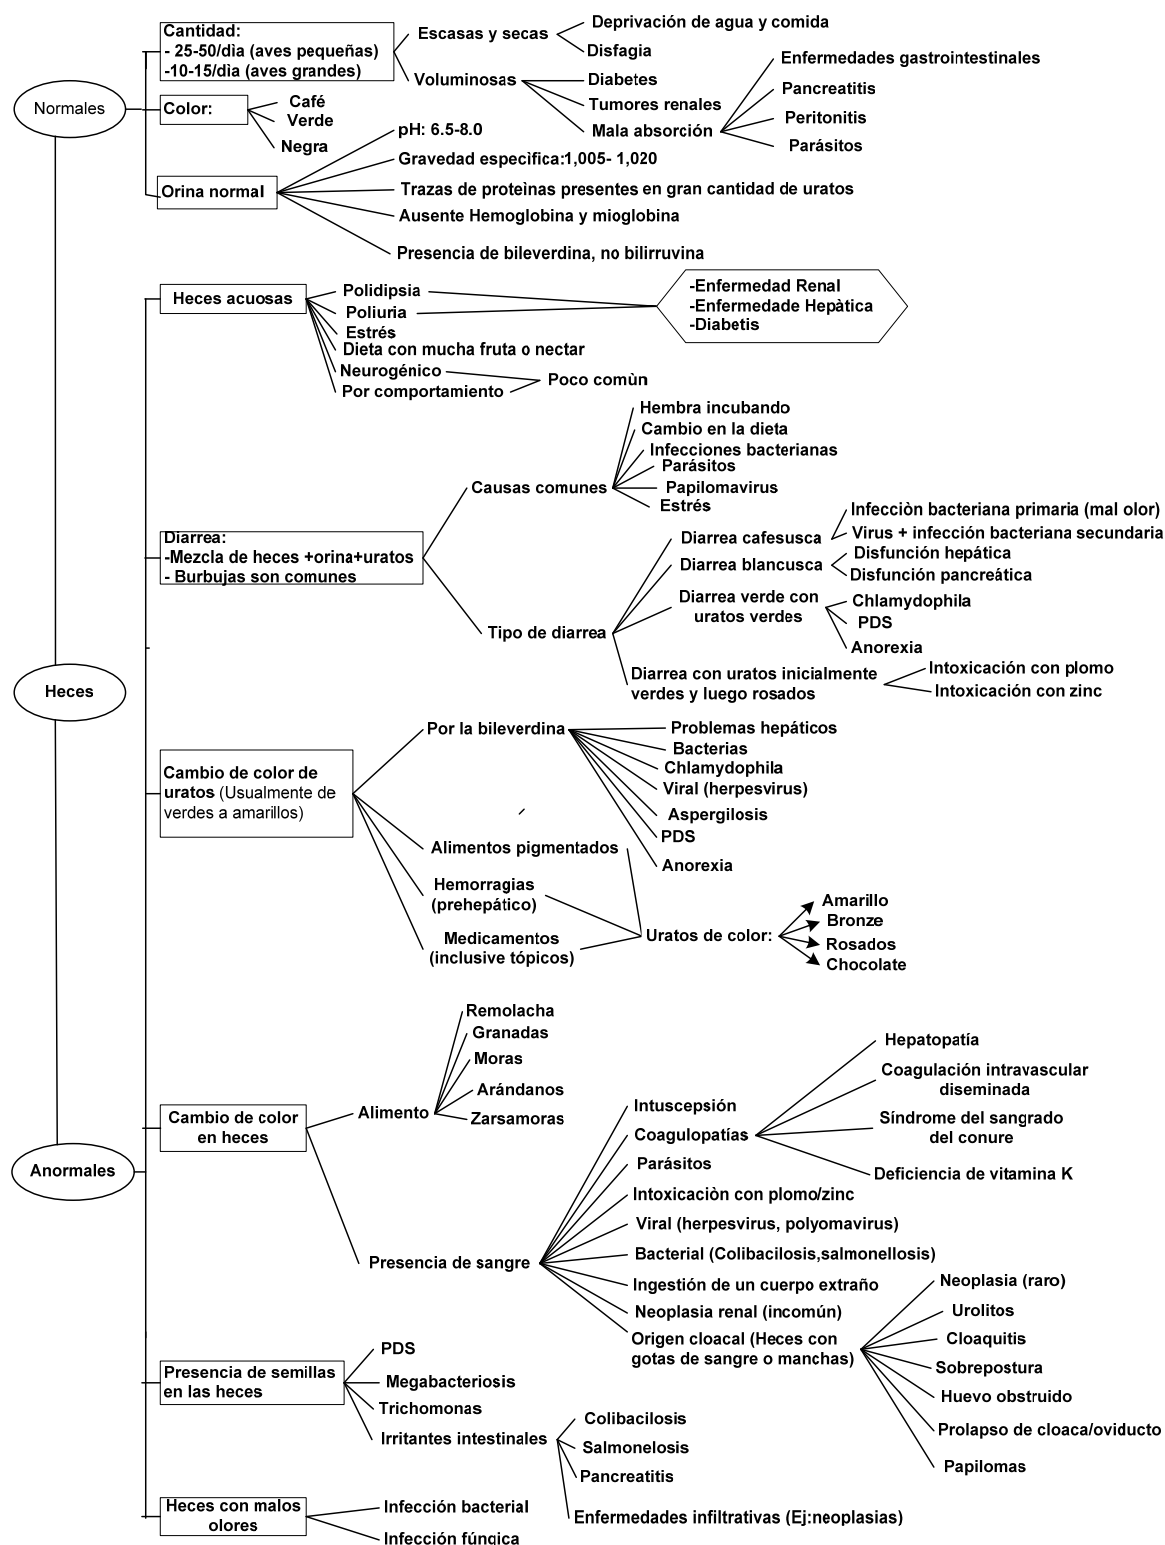 Cantidad:
- 25-50/dìa (aves pequeñas)
-10-15/dìa (aves grandes)
Escasas y secas
Deprivación de agua y comida
Disfagia
Voluminosas
Diabetes
Tumores renales
Mala absorción
Enfermedades gastrointestinales
Pancreatitis
Peritonitis
Parásitos
Normales
Color:
Café
Verde
Negra
Orina normal
pH: 6.5-8.0
Gravedad especìfica:1,005- 1,020
Trazas de proteìnas presentes en gran cantidad de uratos
Ausente Hemoglobina y mioglobina
Presencia de bileverdina, no bilirruvina
Heces acuosas
Polidipsia
Poliuria
Estrés
Dieta con mucha fruta o nectar
Neurogénico
Por comportamiento
-Enfermedad Renal
-Enfermedade Hepàtica
-Diabetis
Poco comùn
Diarrea:
-Mezcla de heces +orina+uratos
- Burbujas son comunes
Causas comunes
Hembra incubando
Cambio en la dieta
Infecciones bacterianas
Parásitos
Papilomavirus
Estrés
Tipo de diarrea
Diarrea cafesusca
Infecciòn bacteriana primaria (mal olor)
Virus + infección bacteriana secundaria
Diarrea blancusca
Disfunción hepática
Disfunción pancreática
Diarrea verde con
uratos verdes
Chlamydophila
PDS
Anorexia
Diarrea con uratos inicialmente
verdes y luego rosados
Intoxicación con plomo
Intoxicación con zinc
Heces
Cambio de color de
uratos (Usualmente de
verdes a amarillos)
Por la bileverdina
Problemas hepáticos
Bacterias
Chlamydophila
Viral (herpesvirus)
Aspergilosis
PDS
Anorexia
Alimentos pigmentados
Hemorragias
(prehepático)
Medicamentos
(inclusive tópicos)
Uratos de color:
Amarillo
Bronze
Rosados
Chocolate
Anormales
Cambio de color
en heces
Alimento
Remolacha
Granadas
Moras
Arándanos
Zarsamoras
Presencia de sangre
Intuscepsión
Coagulopatías
Parásitos
Intoxicaciòn con plomo/zinc
Viral (herpesvirus, polyomavirus)
Bacterial (Colibacilosis,salmonellosis)
Ingestión de un cuerpo extraño
Neoplasia renal (incomún)
Origen cloacal (Heces con
gotas de sangre o manchas)
Hepatopatía
Coagulación intravascular
diseminada
Síndrome del sangrado
del conure
Deficiencia de vitamina K
Neoplasia (raro)
Urolitos
Cloaquitis
Sobrepostura
Huevo obstruido
Prolapso de cloaca/oviducto
Papilomas
Presencia de semillas
en las heces
PDS
Megabacteriosis
Trichomonas
Irritantes intestinales
Colibacilosis
Salmonelosis
Pancreatitis
Enfermedades infiltrativas (Ej:neoplasias)
Heces con malos
olores
Infección bacterial
Infección fúngica